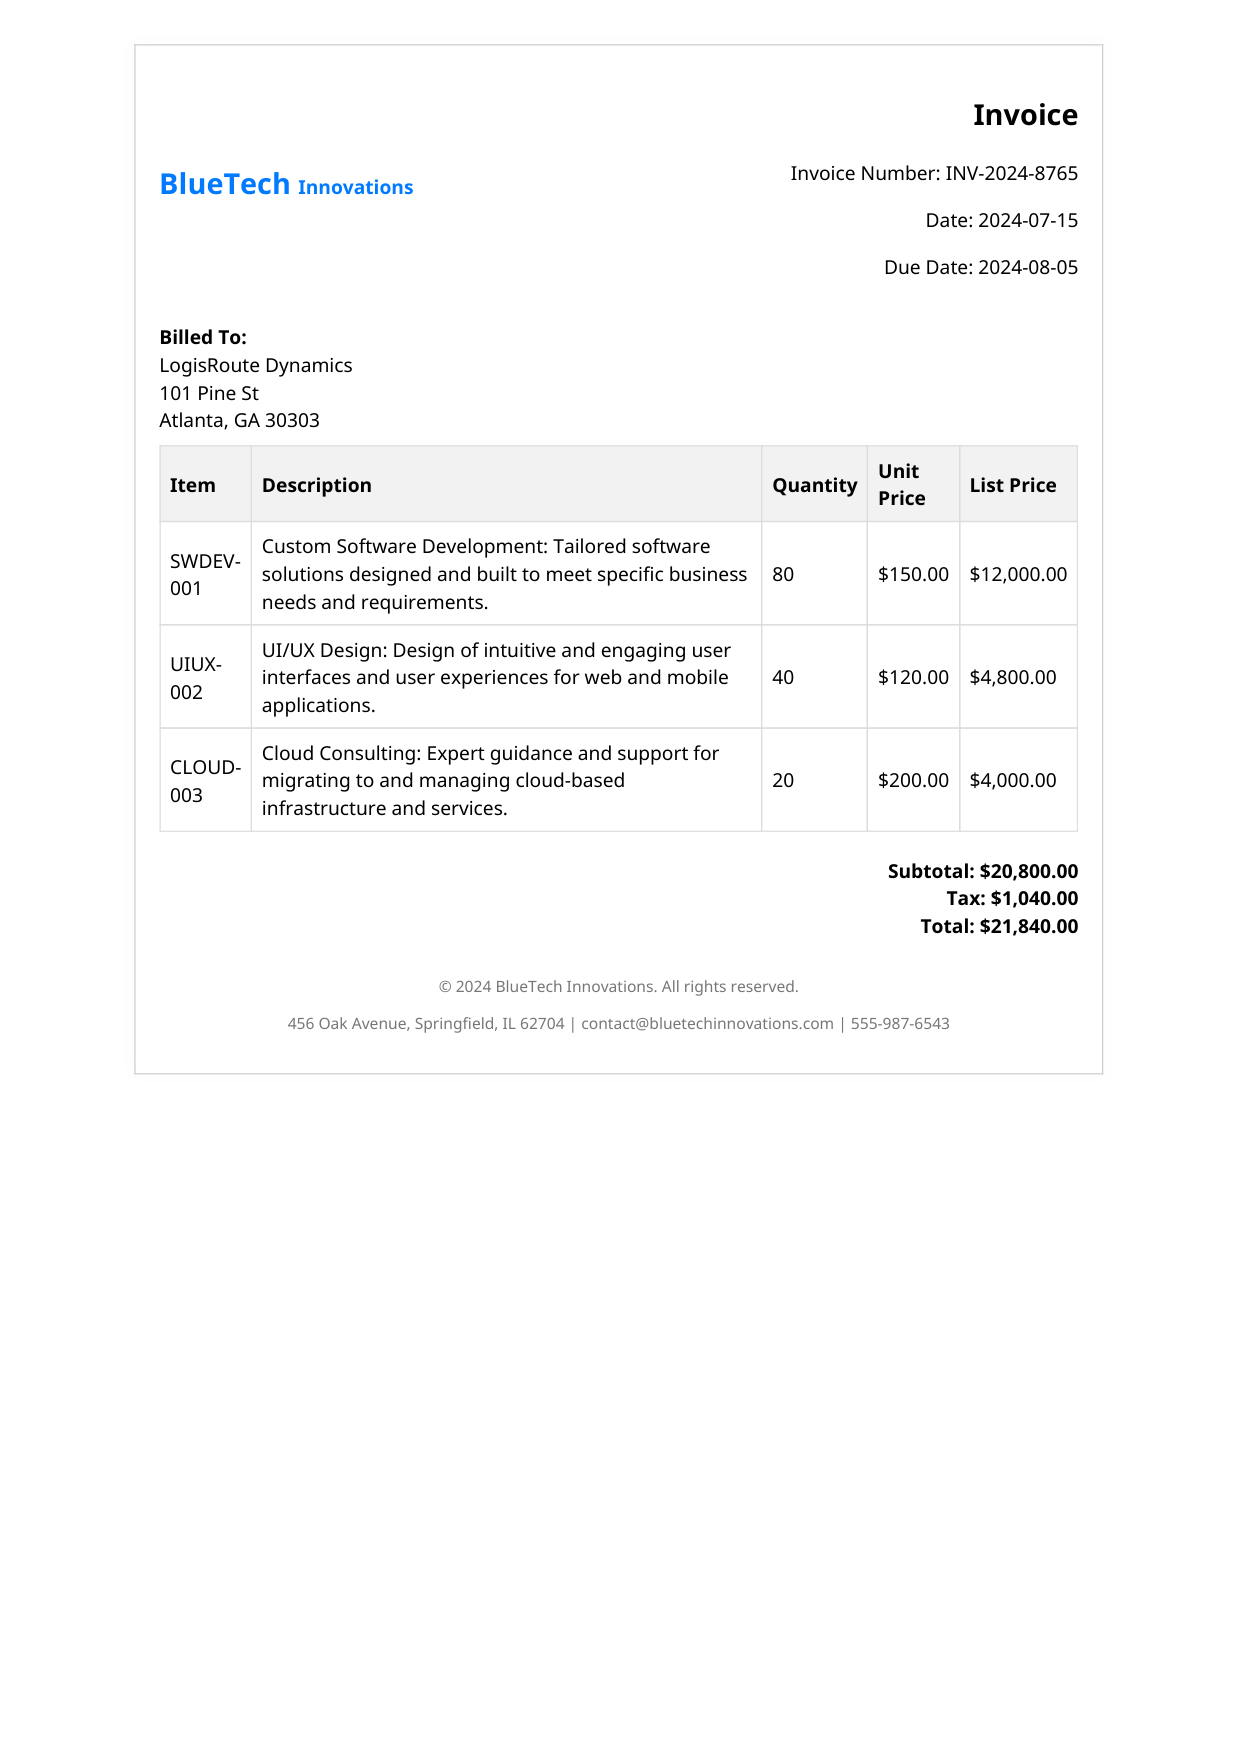 Invoice
BlueTech Innovations
Invoice Number: INV-2024-8765
Date: 2024-07-15
Due Date: 2024-08-05
Billed To:
LogisRoute Dynamics
101 Pine St
Atlanta, GA 30303
Item Description Quantity Unit Price List Price
SWDEV-001 Custom Software Development: Tailored software
solutions designed and built to meet specific business
needs and requirements. 80 $150.00 $12,000.00
UIUX-002 UI/UX Design: Design of intuitive and engaging user
interfaces and user experiences for web and mobile
applications. 40 $120.00 $4,800.00
CLOUD-003 Cloud Consulting: Expert guidance and support for
migrating to and managing cloud-based
infrastructure and services. 20 $200.00 $4,000.00
Subtotal: $20,800.00
Tax: $1,040.00
Total: $21,840.00
© 2024 BlueTech Innovations. All rights reserved.
456 Oak Avenue, Springfield, IL 62704 | contact@bluetechinnovations.com | 555-987-6543